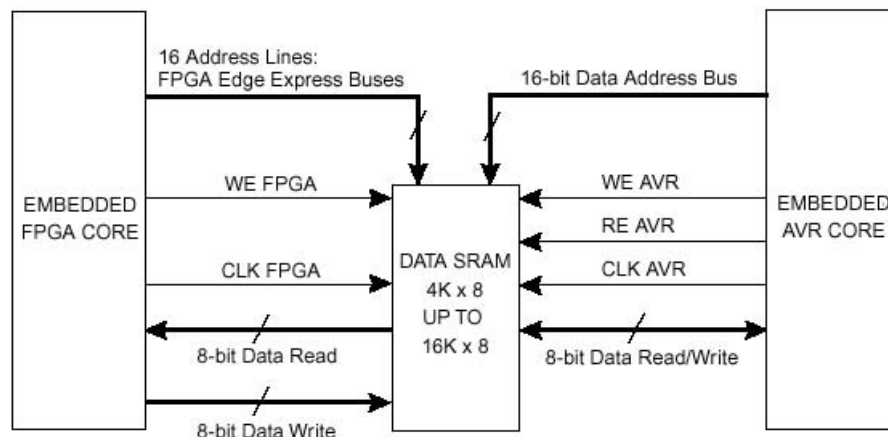 16 Address Lines:
FPGA Edge Express Buses
16-bit Data Address Bus
EMBEDDED
FPGA CORE
WE FPGA
CLK FPGA
8-bit Data Read
8-bit Data Write
DATA SRAM
4K x 8
UP TO
16K x 8
WE AVR
RE AVR
CLK AVR
8-bit Data Read/Write
EMBEDDED
AVR CORE